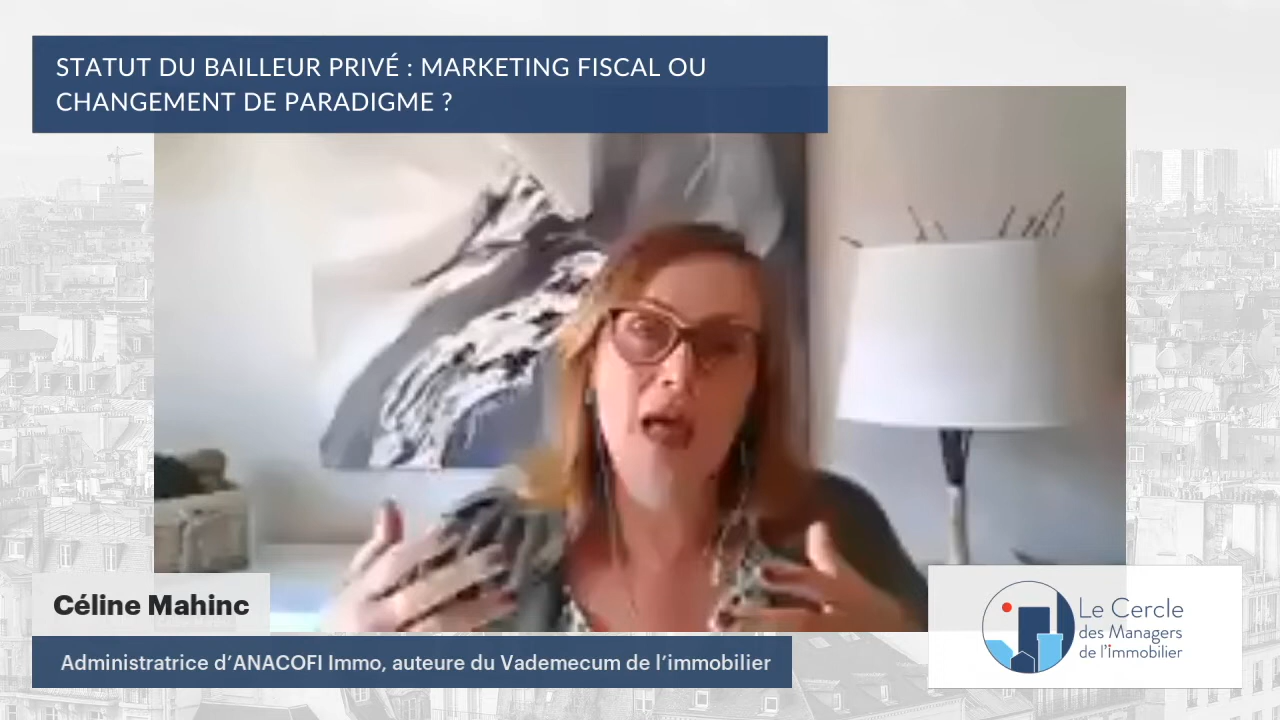 STATUT DU BAILLEUR PRIVÉ : MARKETING FISCAL OU
CHANGEMENT DE PARADIGME ?
Céline Mahinc
Administratrice d'ANACOFI Immo, auteure du Vademecum de l'immobilier
Le Cercle
des Managers
de l'Immobilier